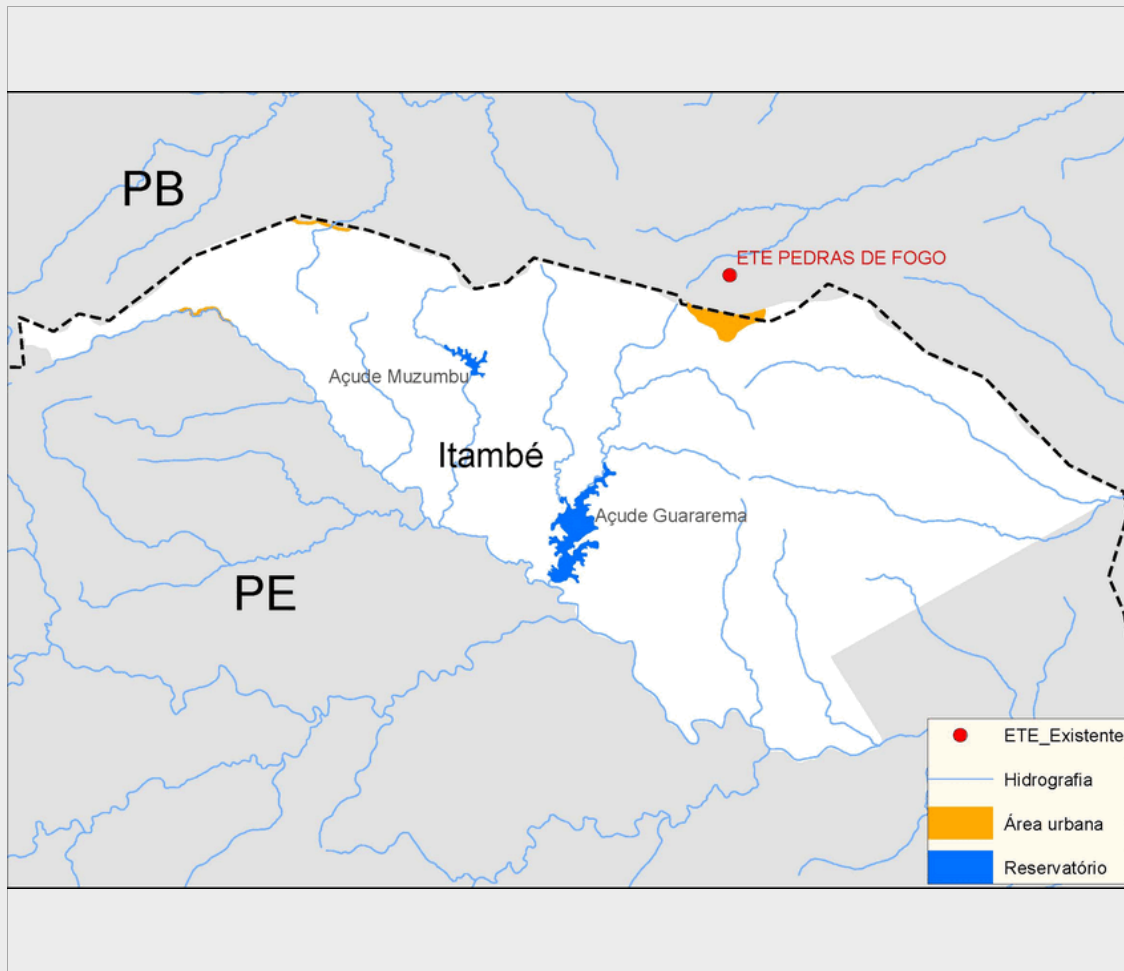 PB
ETE PEDRAS DE FOGO
Açude Muzumbu
Itambé
Açude Guararema
PE
ETE_Existente
Hidrografia
Área urbana
Reservatório